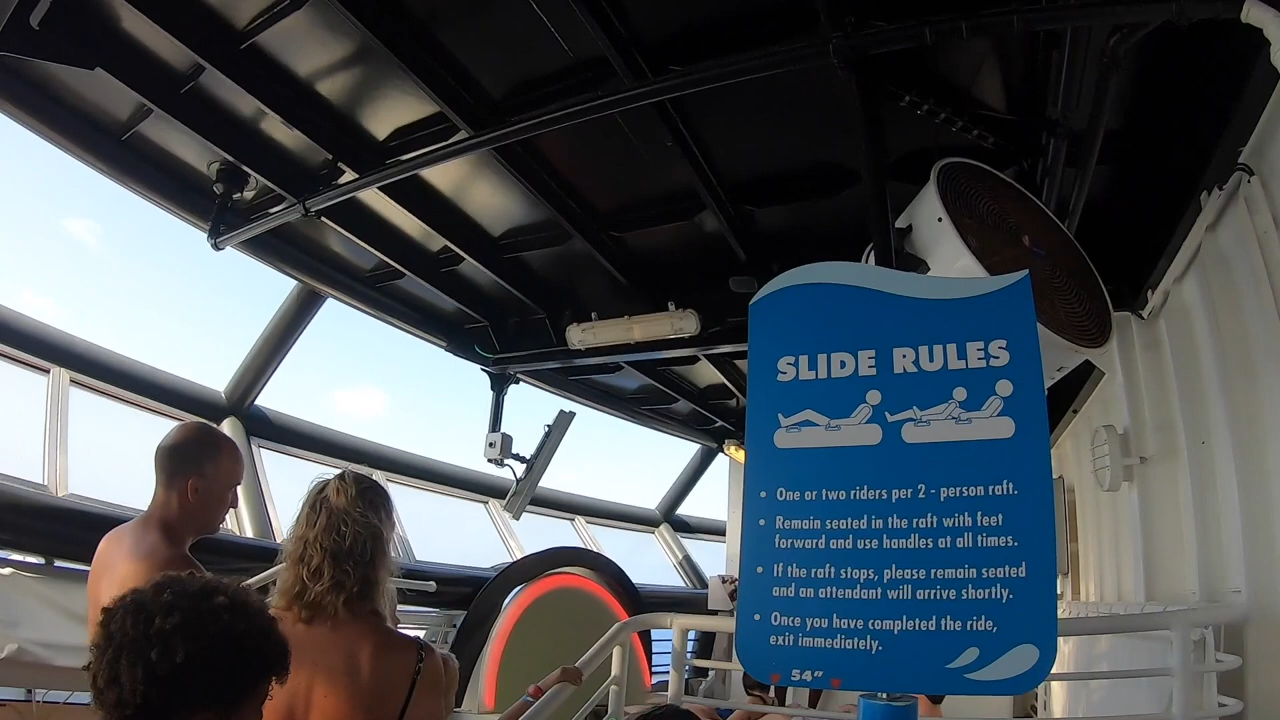 SLIDE RULES
• One or two riders per 2 - person raft.
• Remain seated in the raft with feet
forward and use handles at all times.
• If the raft stops, please remain seated
and an attendant will arrive shortly.
• Once you have completed the ride,
exit immediately.
54"